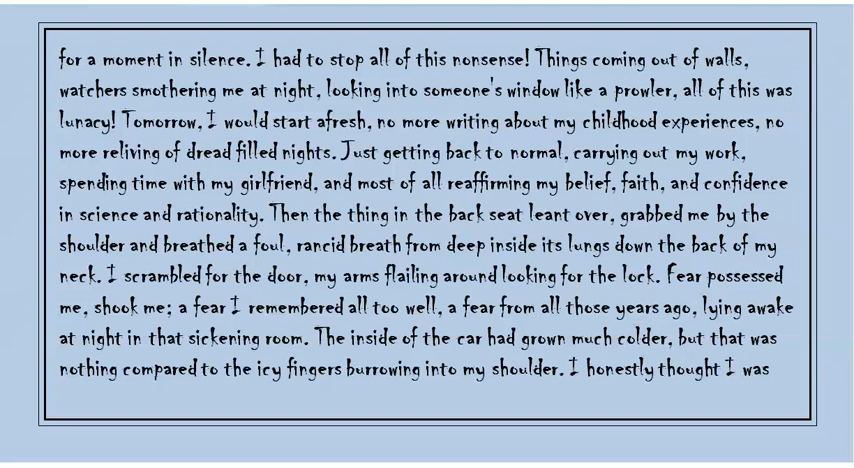 for a moment in silence. I had to stop all of this nonsense! Things coming out of walls,
watchers smothering me at night, looking into someone's window like a prowler, all of this was
lunacy! Tomorrow, I would start afresh, no more writing about my childhood experiences, no
more reliving of dread filled nights. Just getting back to normal, carrying out my work,
spending time with my girlfriend, and most of all reaffirming my belief, faith, and confidence
in science and rationality. Then the thing in the back seat leant over, grabbed me by the
shoulder and breathed a foul, rancid breath from deep inside its lungs down the back of my
neck. I scrambled for the door, my arms flailing around looking for the lock. Fear possessed
me, shook me; a fear I remembered all too well, a fear from all those years ago, lying awake
at night in that sickening room. The inside of the car had grown much colder, but that was
nothing compared to the icy fingers burrowing into my shoulder. I honestly thought I was